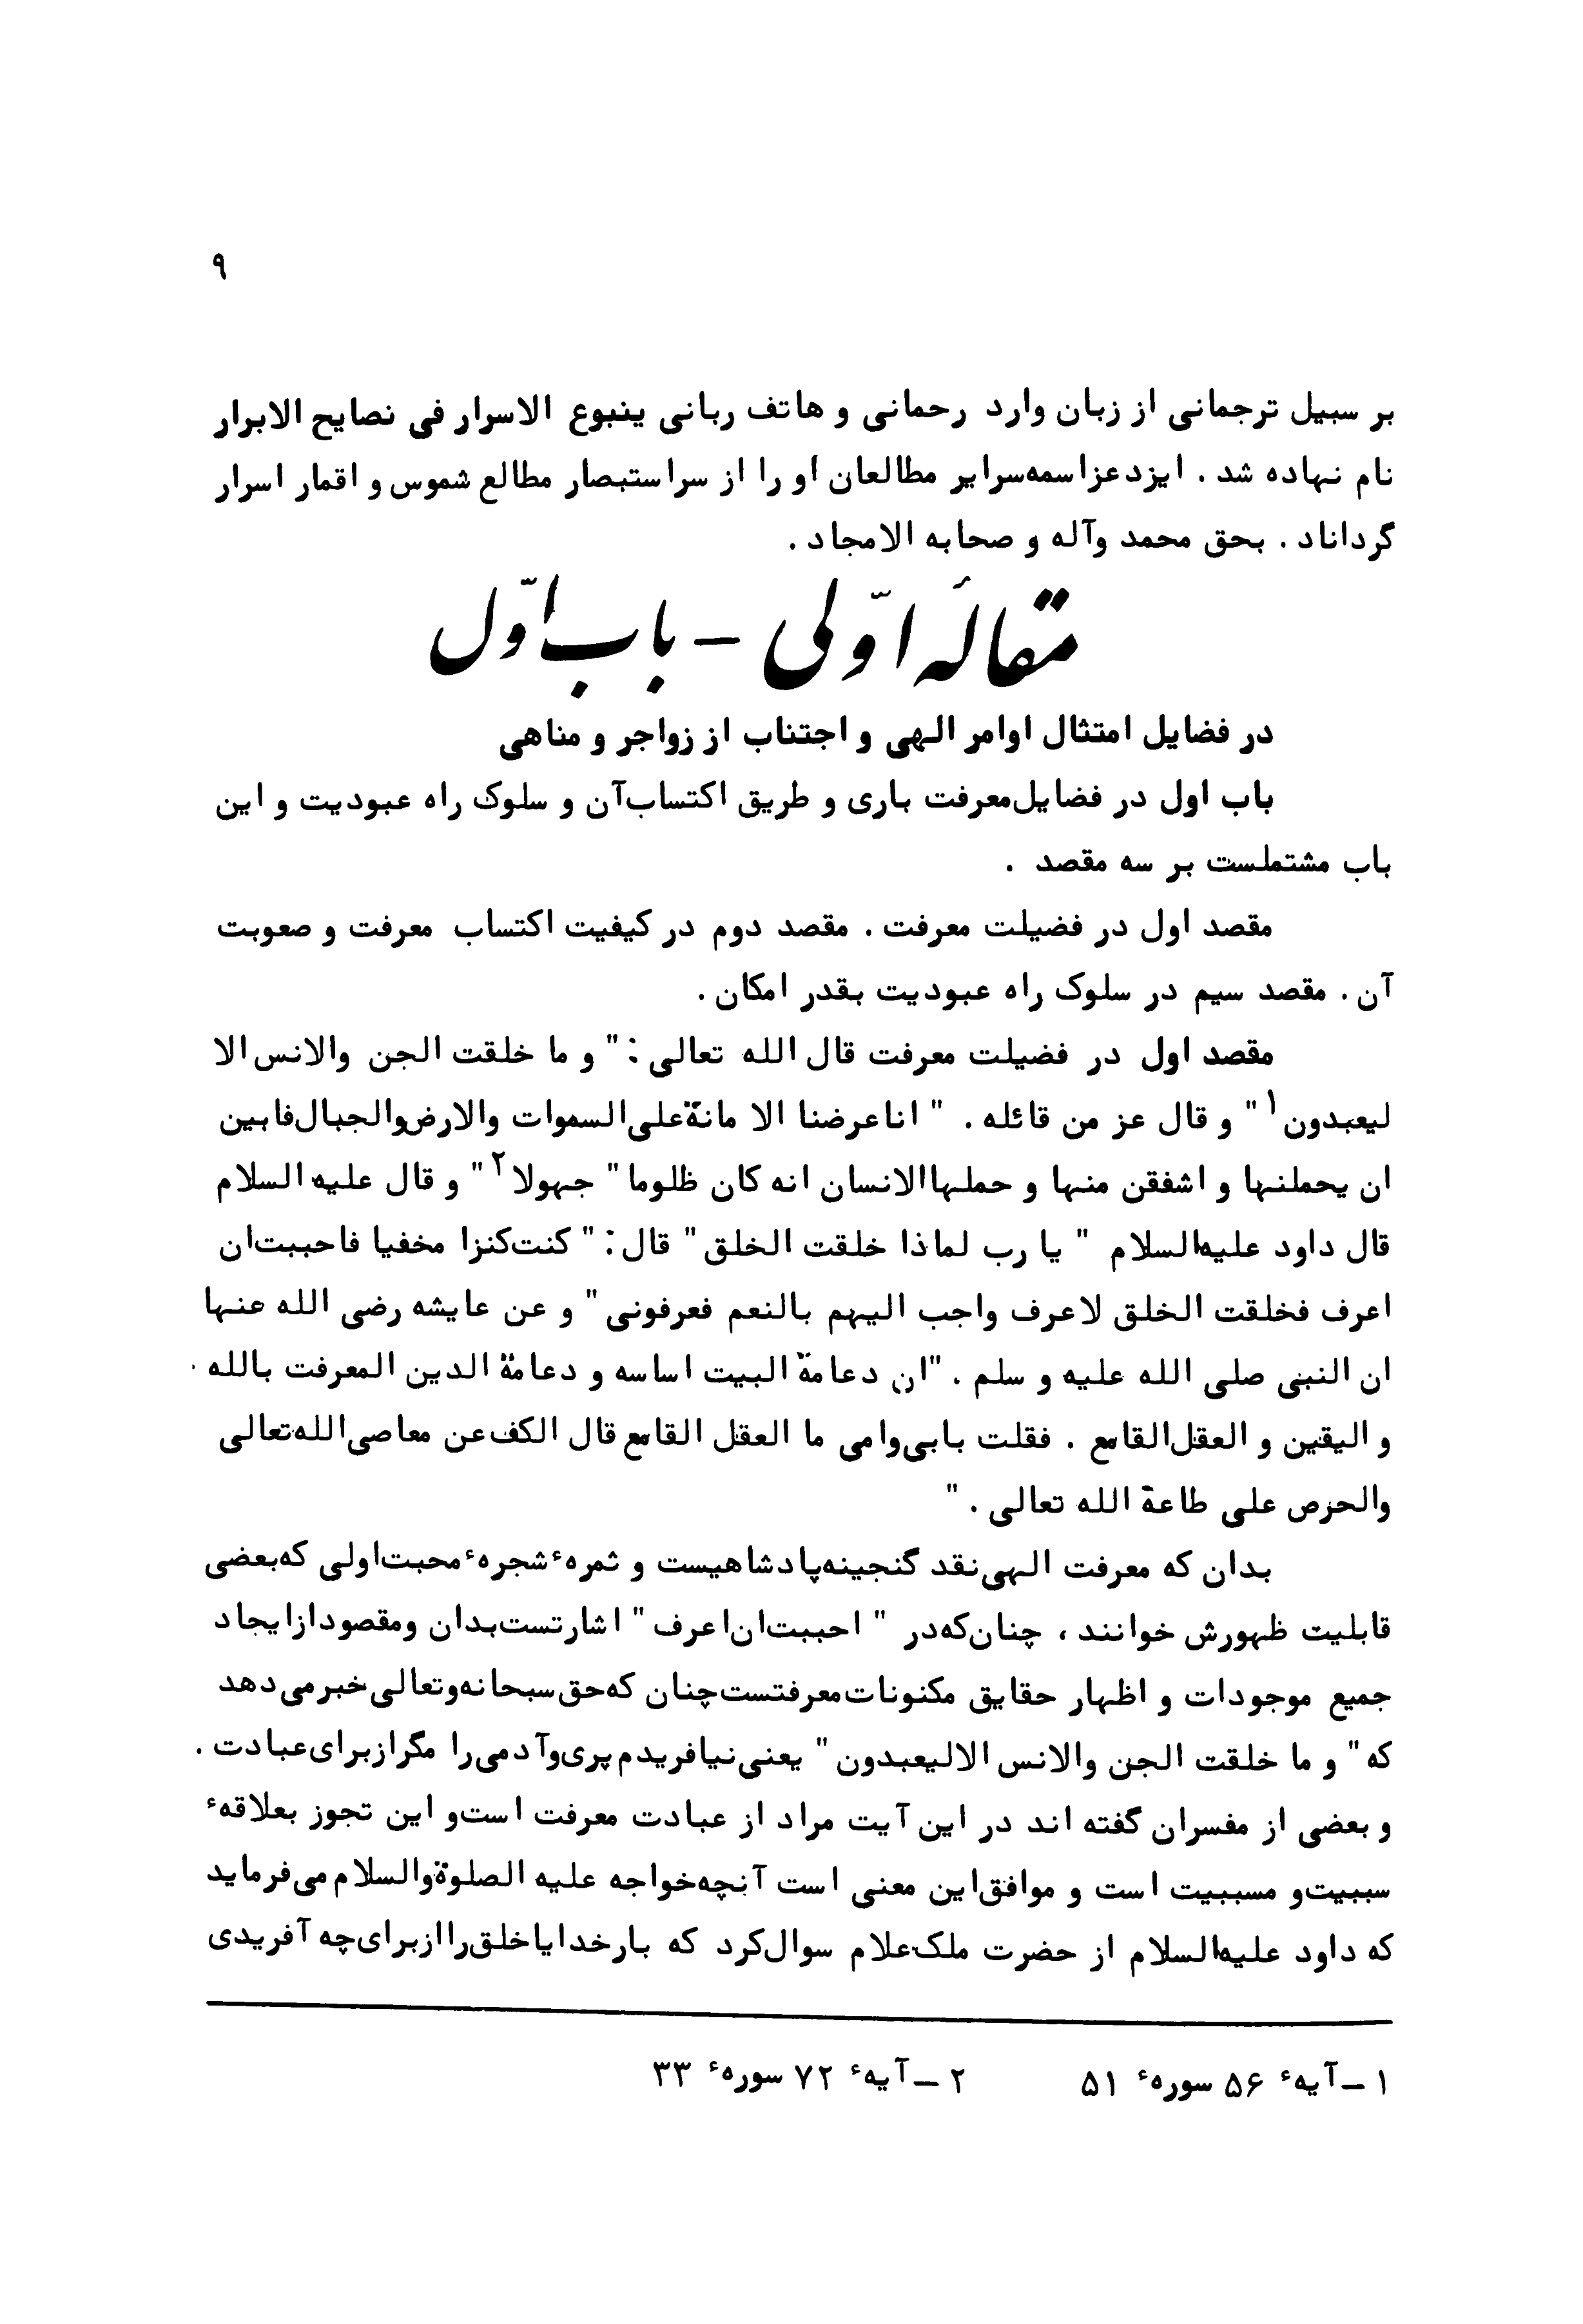 ۹
بر سبیل ترجمانی از زبان وارد رحمانی و هاتف ربانی ینبوع الاسرار فی نصایح الابرار
نام نهاده شد . ایزد عزاسمه سرایر مطالعان او را از سر استبصار مطالع شموس و اقمار اسرار
گرداناد . بحق محمد وآله و صحابه الامجاد .
مقالهٔ اوّلی – باب اوّل
در فضایل امتثال اوامر الهی و اجتناب از زواجر و مناهی
باب اول در فضایل معرفت باری و طریق اکتساب آن و سلوک راه عبودیت و این
باب مشتملست بر سه مقصد .
مقصد اول در فضیلت معرفت . مقصد دوم در کیفیت اکتساب معرفت و صعوبت
آن . مقصد سیم در سلوک راه عبودیت بقدر امکان .
مقصد اول در فضیلت معرفت قال الله تعالی : " و ما خلقت الجن والانس الا
لیعبدون۱ " و قال عز من قائله . " انا عرضنا الا مانة علی السموات والارض والجبال فابین
ان یحملنها و اشفقن منها و حملها الانسان انه کان ظلوما " جهولا۲ " و قال علیه السلام
قال داود علیه السلام " یا رب لماذا خلقت الخلق " قال : " کنت کنزا مخفیا فاحببت ان
اعرف فخلقت الخلق لاعرف واجب الیهم بالنعم فعرفونی " و عن عایشه رضی الله عنها
ان النبی صلی الله علیه و سلم . "ان دعامة البیت اساسه و دعامة الدین المعرفت بالله .
و الیقین و العقل القامع . فقلت بابی وامی ما العقل القامع قال الکف عن معاصی الله تعالی
والحرص علی طاعة الله تعالی . "
بدان که معرفت الهی نقد گنجینه پادشاهیست و ثمرهٔ شجرهٔ محبت اولی که بعضی
قابلیت ظهورش خوانند ، چنان که در " احببت ان اعرف " اشارتست بدان ومقصود از ایجاد
جمیع موجودات و اظهار حقایق مکنونات معرفتست چنان که حق سبحانه وتعالی خبر می دهد
که " و ما خلقت الجن والانس الا لیعبدون " یعنی نیافریدم پری وآدمی را مگر از برای عبادت .
و بعضی از مفسران گفته اند در این آیت مراد از عبادت معرفت است و این تجوز بعلاقهٔ
سببیت و مسببیت است و موافق این معنی است آنچه خواجه علیه الصلوة والسلام می فرماید
که داود علیه السلام از حضرت ملک علام سوال کرد که بارخدایا خلق را از برای چه آفریدی
۱ – آیهٔ ۵۶ سورهٔ ۵۱ ۲ – آیهٔ ۷۲ سورهٔ ۳۳